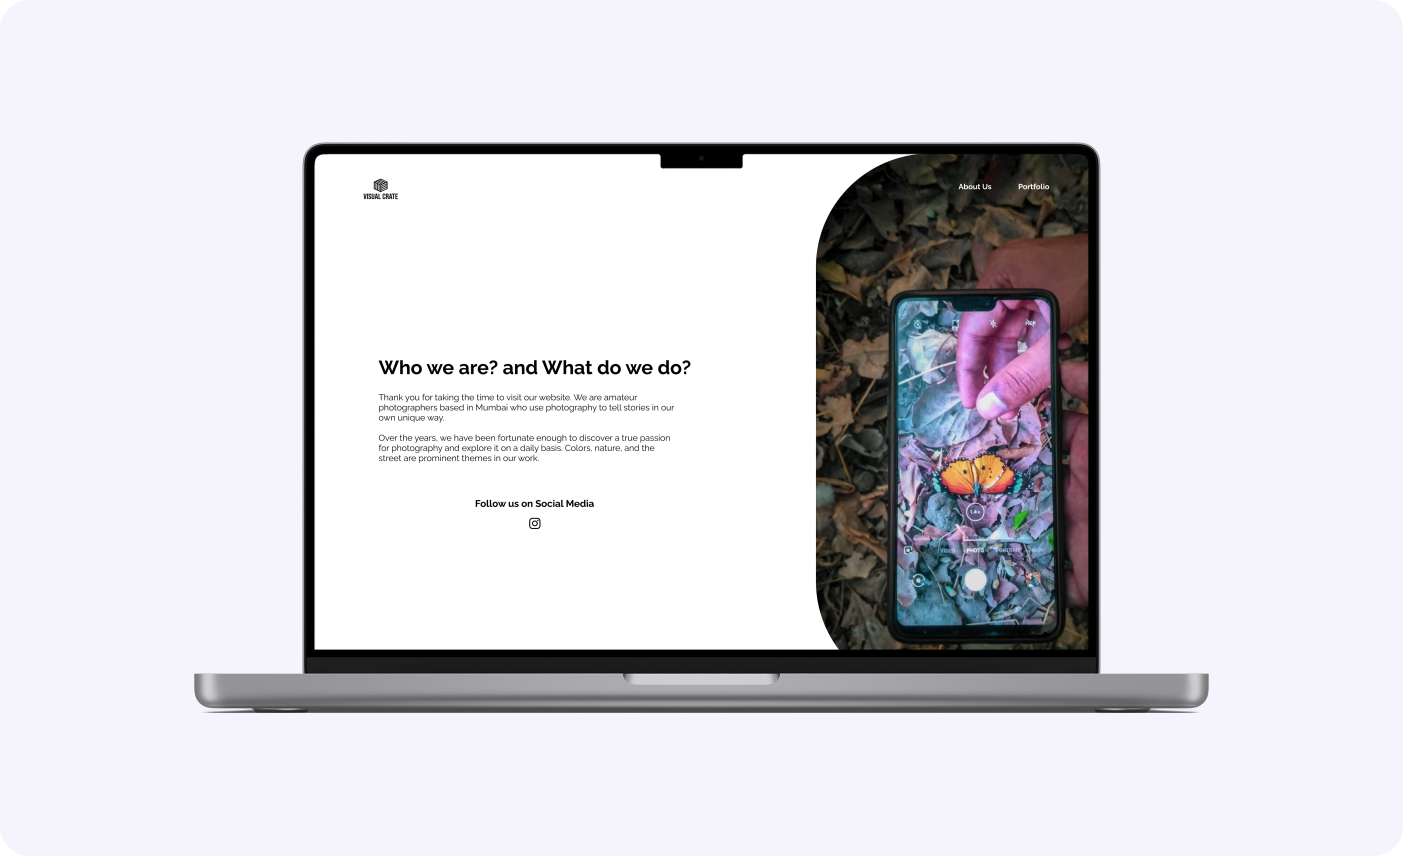 VISUAL CRATE
About Us
Portfolio
Who we are? and What do we do?
Thank you for taking the time to visit our website. We are amateur
photographers based in Mumbai who use photography to tell stories in our
own unique way.
Over the years, we have been fortunate enough to discover a true passion
for photography and explore it on a daily basis. Colors, nature, and the
street are prominent themes in our work.
Follow us on Social Media
1.4x
VIDEO
PHOTO
PORTRAIT